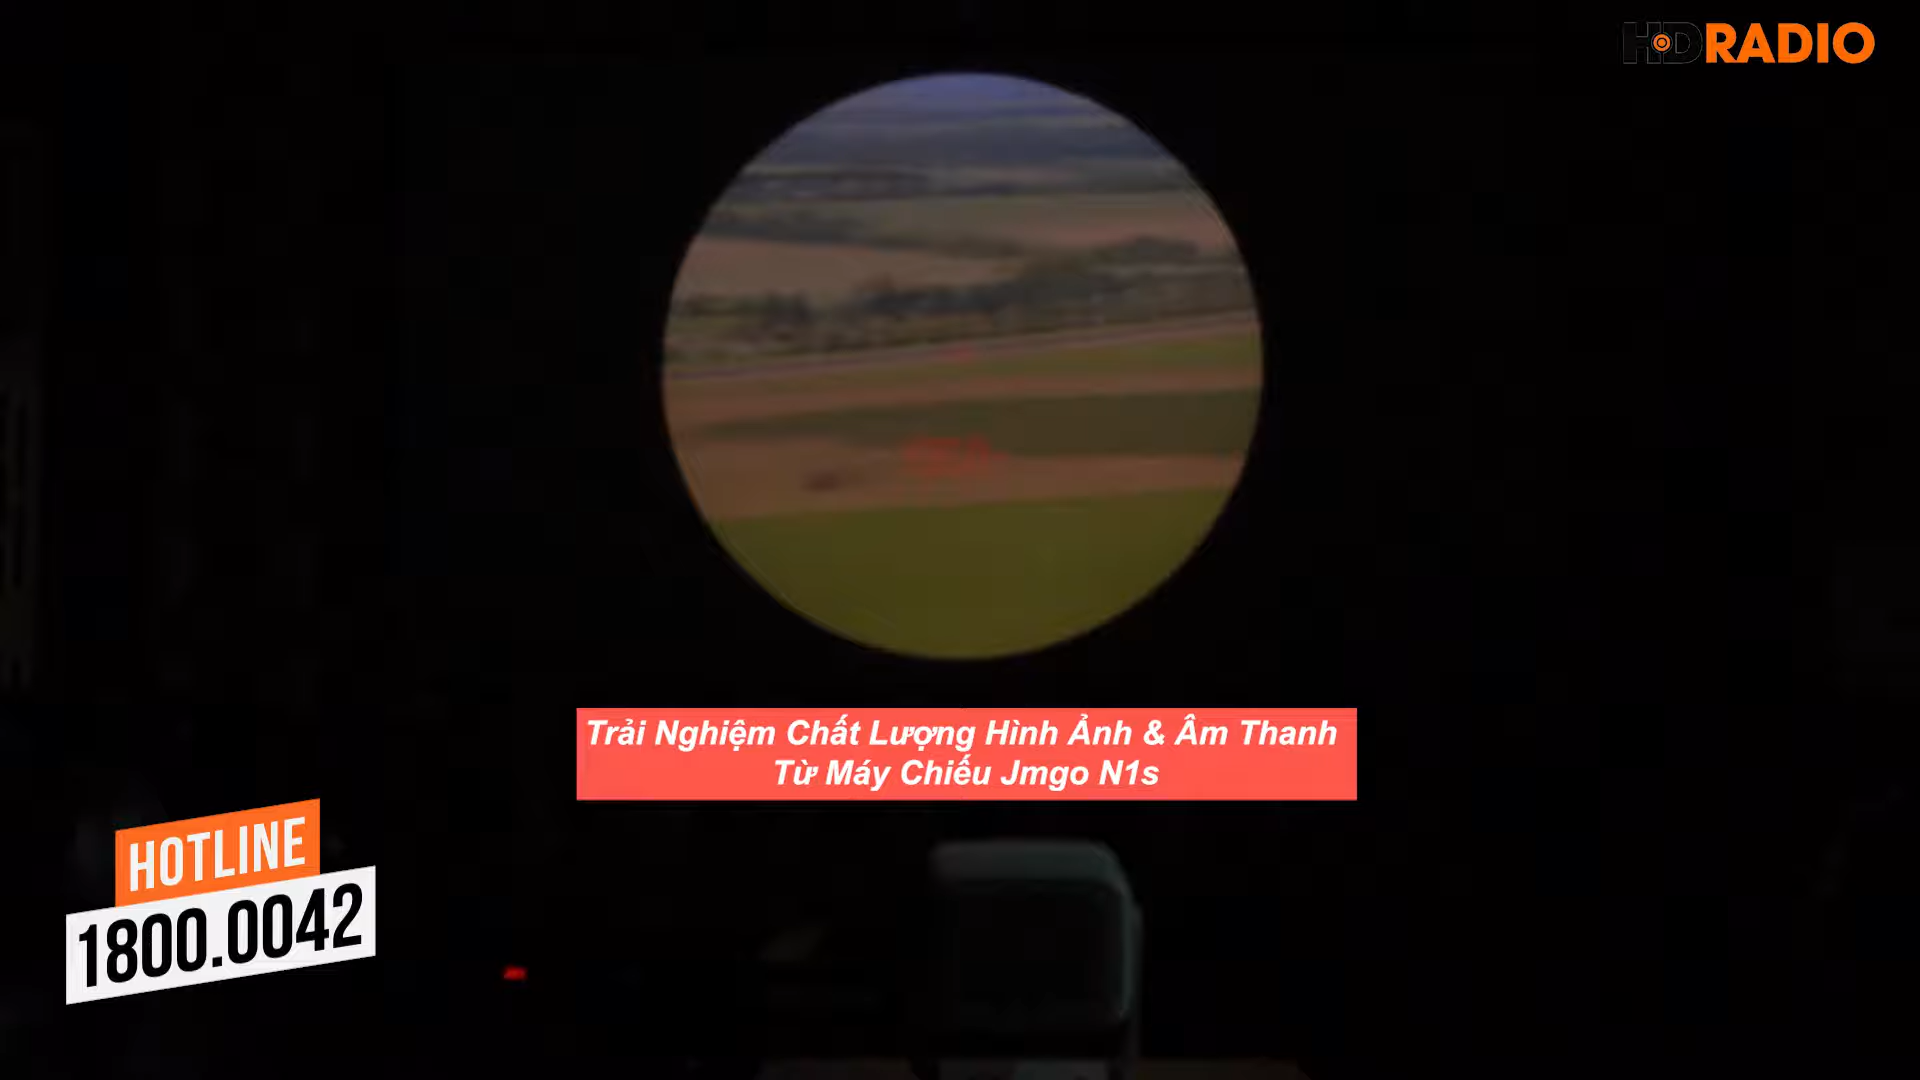 HDRADIO
Trải Nghiệm Chất Lượng Hình Ảnh & Âm Thanh
Từ Máy Chiếu Jmgo N1s
HOTLINE
1800.0042